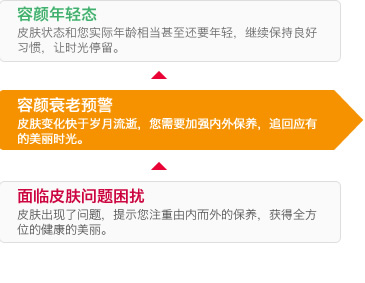 容颜年轻态
皮肤状态和您实际年龄相当甚至还要年轻，继续保持良好
习惯，让时光停留。
容颜衰老预警
皮肤变化快于岁月流逝，您需要加强内外保养，追回应有
的美丽时光。
面临皮肤问题困扰
皮肤出现了问题，提示您注重由内而外的保养，获得全方
位的健康的美丽。